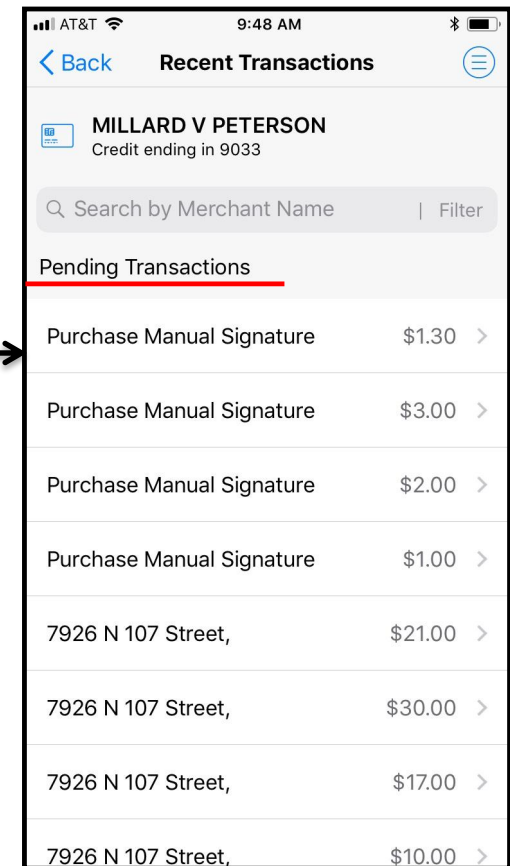 AT&T 9:48 AM
Back Recent Transactions
MILLARD V PETERSON
Credit ending in 9033
Search by Merchant Name | Filter
Pending Transactions
Purchase Manual Signature $1.30
Purchase Manual Signature $3.00
Purchase Manual Signature $2.00
Purchase Manual Signature $1.00
7926 N 107 Street, $21.00
7926 N 107 Street, $30.00
7926 N 107 Street, $17.00
7926 N 107 Street, $10.00